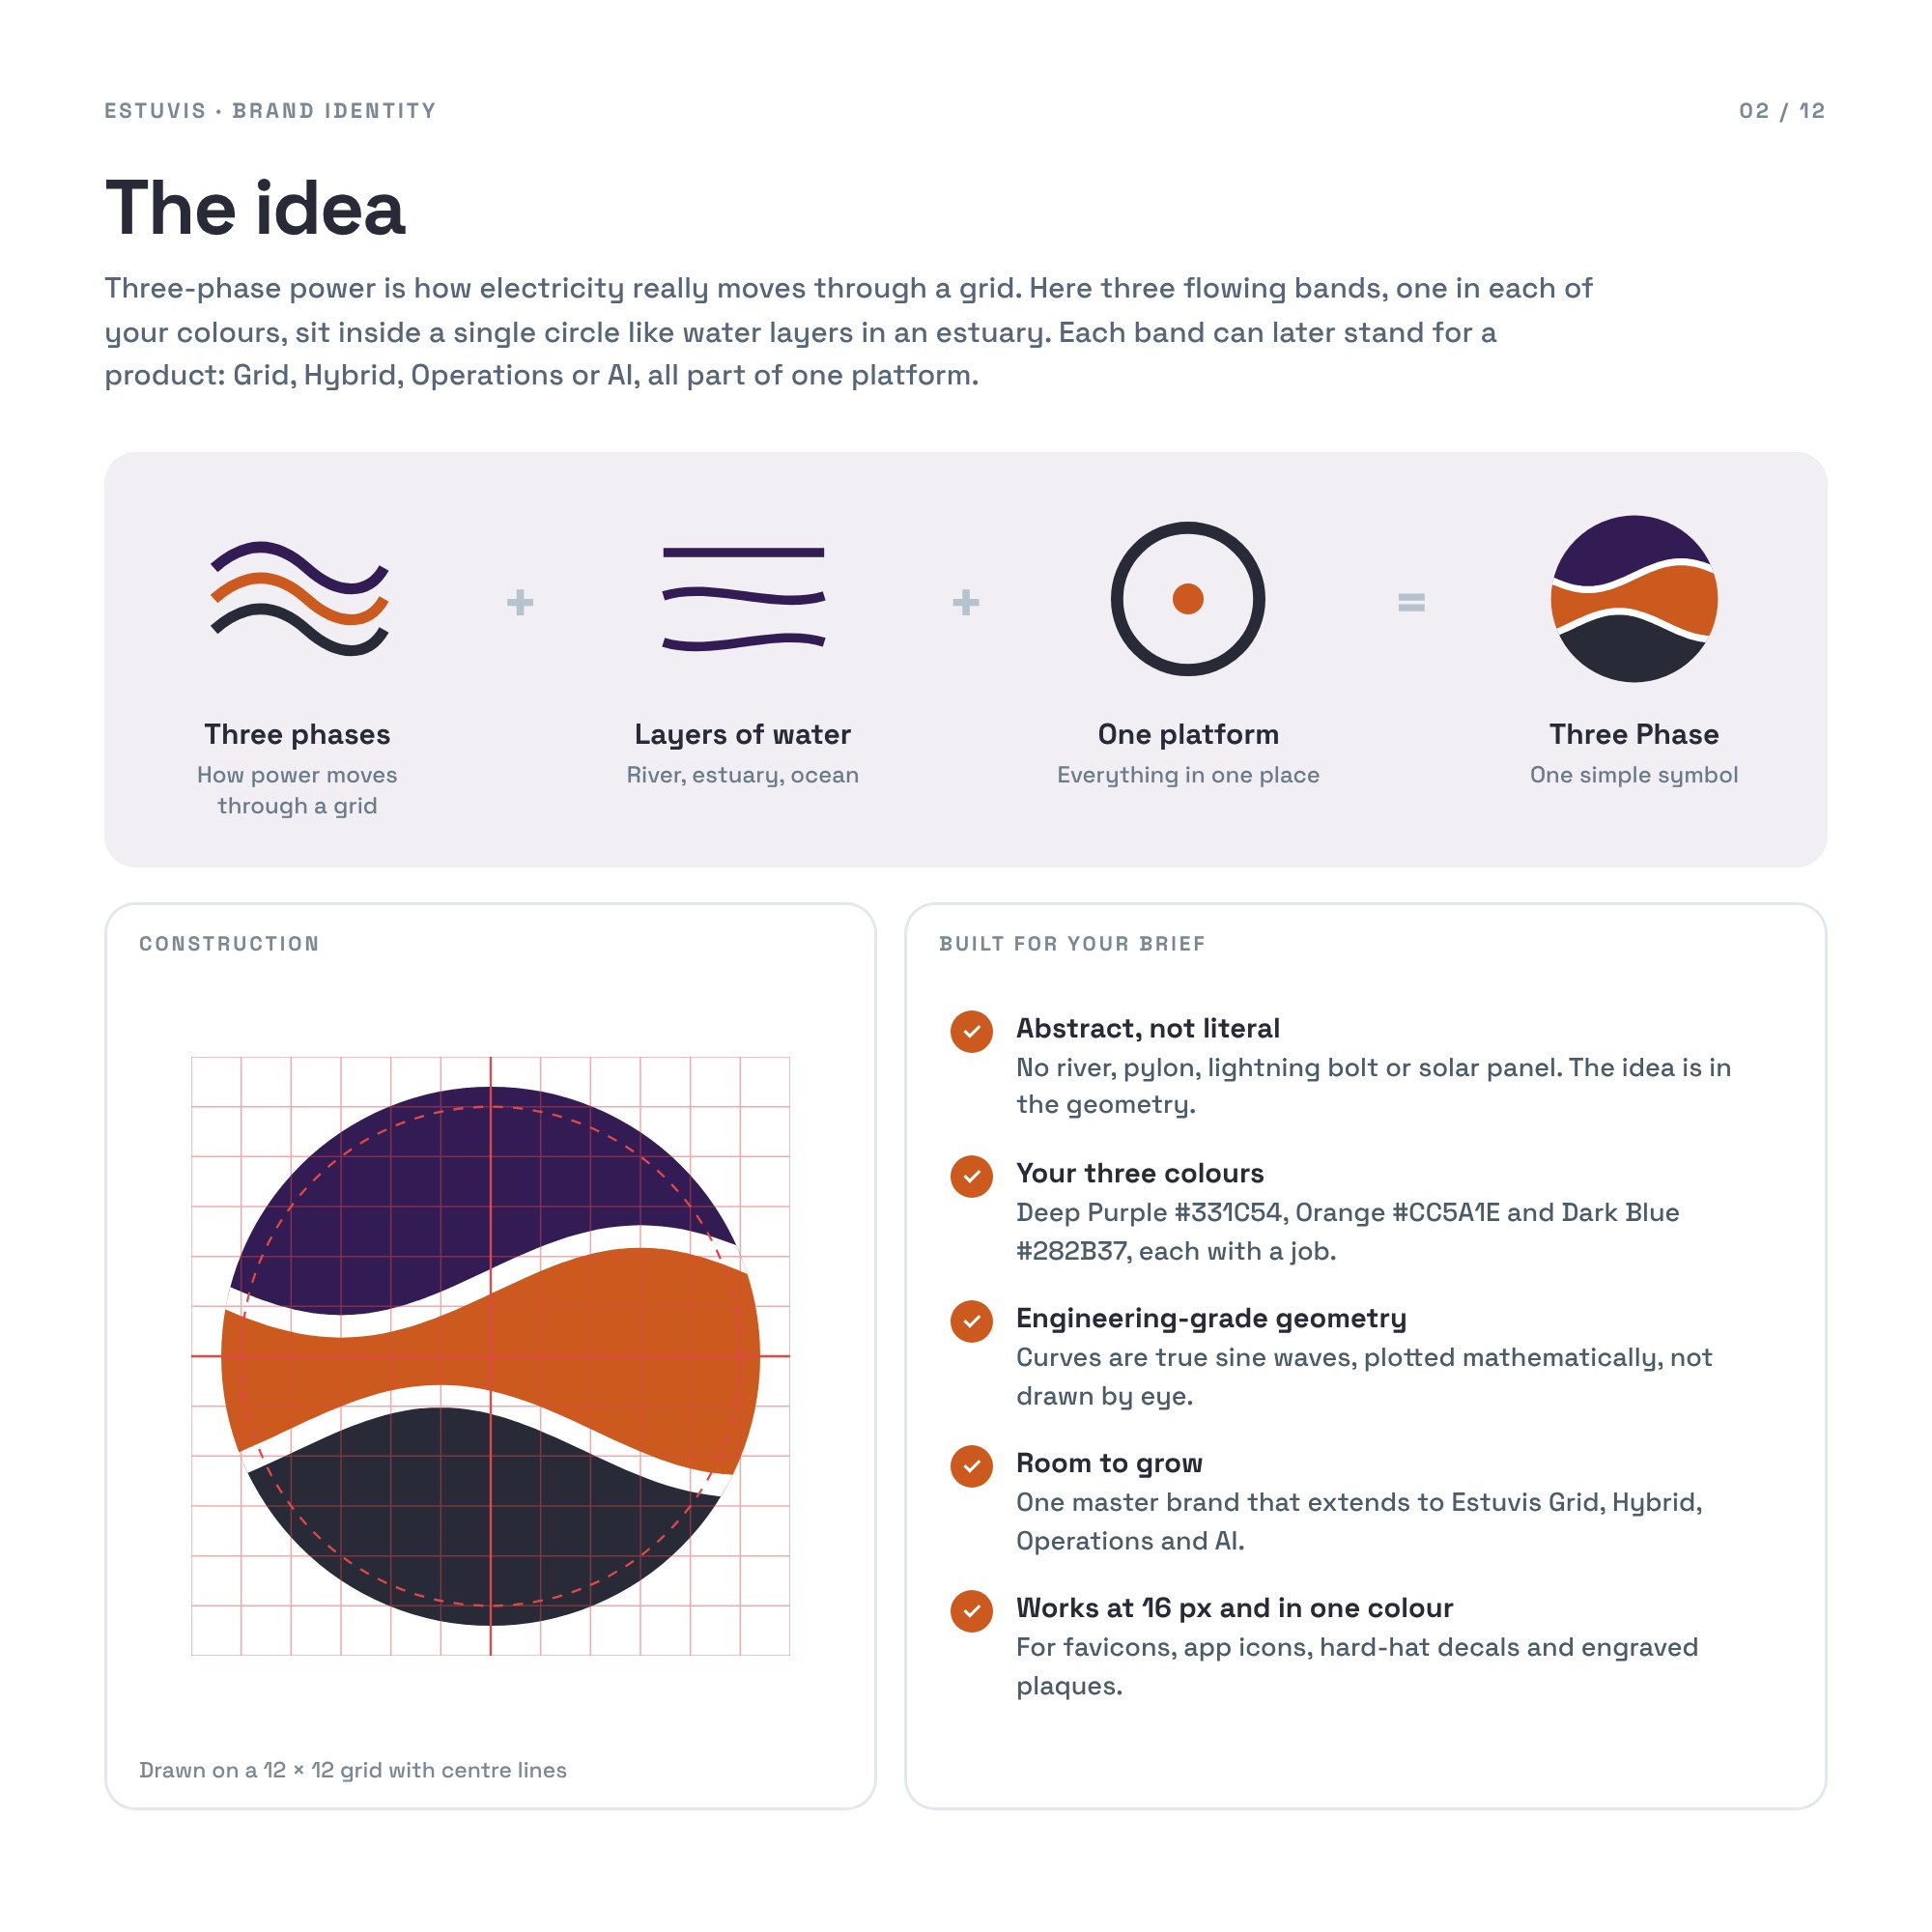 ESTUVIS · BRAND IDENTITY
02 / 12
The idea
Three-phase power is how electricity really moves through a grid. Here three flowing bands, one in each of
your colours, sit inside a single circle like water layers in an estuary. Each band can later stand for a
product: Grid, Hybrid, Operations or AI, all part of one platform.
+
+
=
Three phases
How power moves
through a grid
Layers of water
River, estuary, ocean
One platform
Everything in one place
Three Phase
One simple symbol
CONSTRUCTION
Drawn on a 12 × 12 grid with centre lines
BUILT FOR YOUR BRIEF
Abstract, not literal
No river, pylon, lightning bolt or solar panel. The idea is in
the geometry.
Your three colours
Deep Purple #331C54, Orange #CC5A1E and Dark Blue
#282B37, each with a job.
Engineering-grade geometry
Curves are true sine waves, plotted mathematically, not
drawn by eye.
Room to grow
One master brand that extends to Estuvis Grid, Hybrid,
Operations and AI.
Works at 16 px and in one colour
For favicons, app icons, hard-hat decals and engraved
plaques.